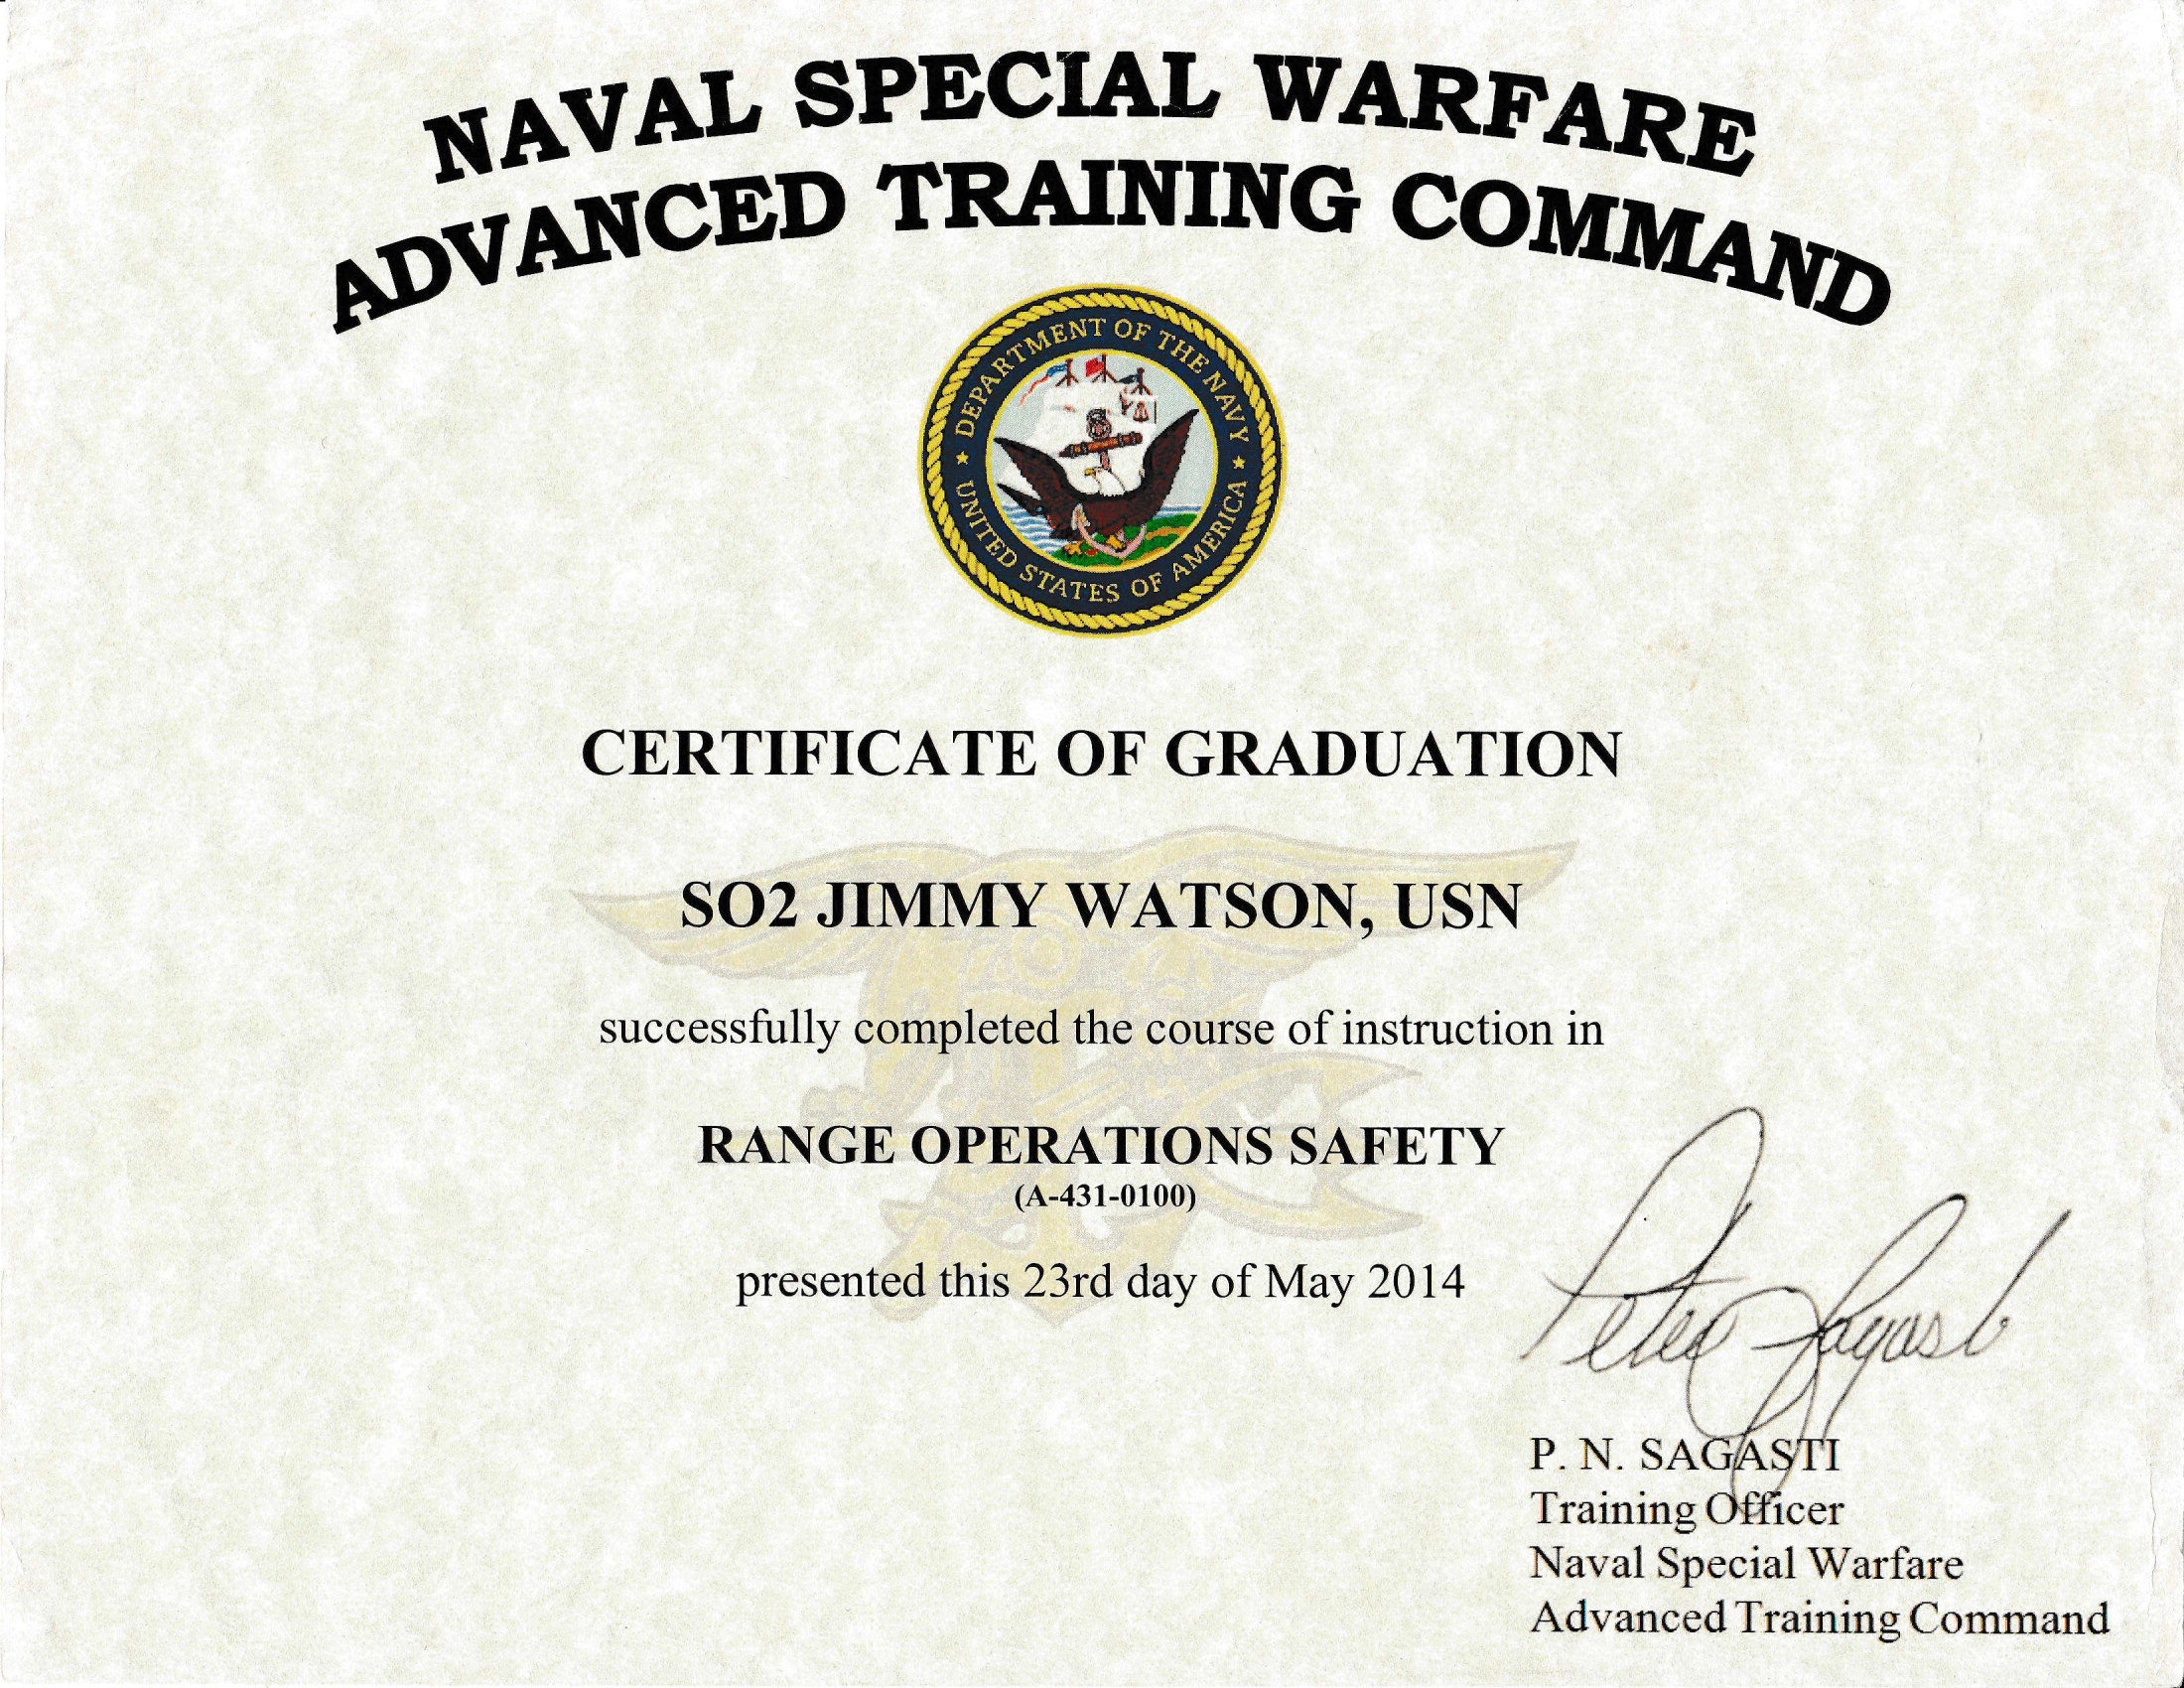 NAVAL SPECIAL WARFARE
ADVANCED TRAINING COMMAND
DEPARTMENT OF THE NAVY
UNITED STATES OF AMERICA
CERTIFICATE OF GRADUATION
SO2 JIMMY WATSON, USN
successfully completed the course of instruction in
RANGE OPERATIONS SAFETY
(A-431-0100)
presented this 23rd day of May 2014
Peter Sagasti
P. N. SAGASTI
Training Officer
Naval Special Warfare
Advanced Training Command